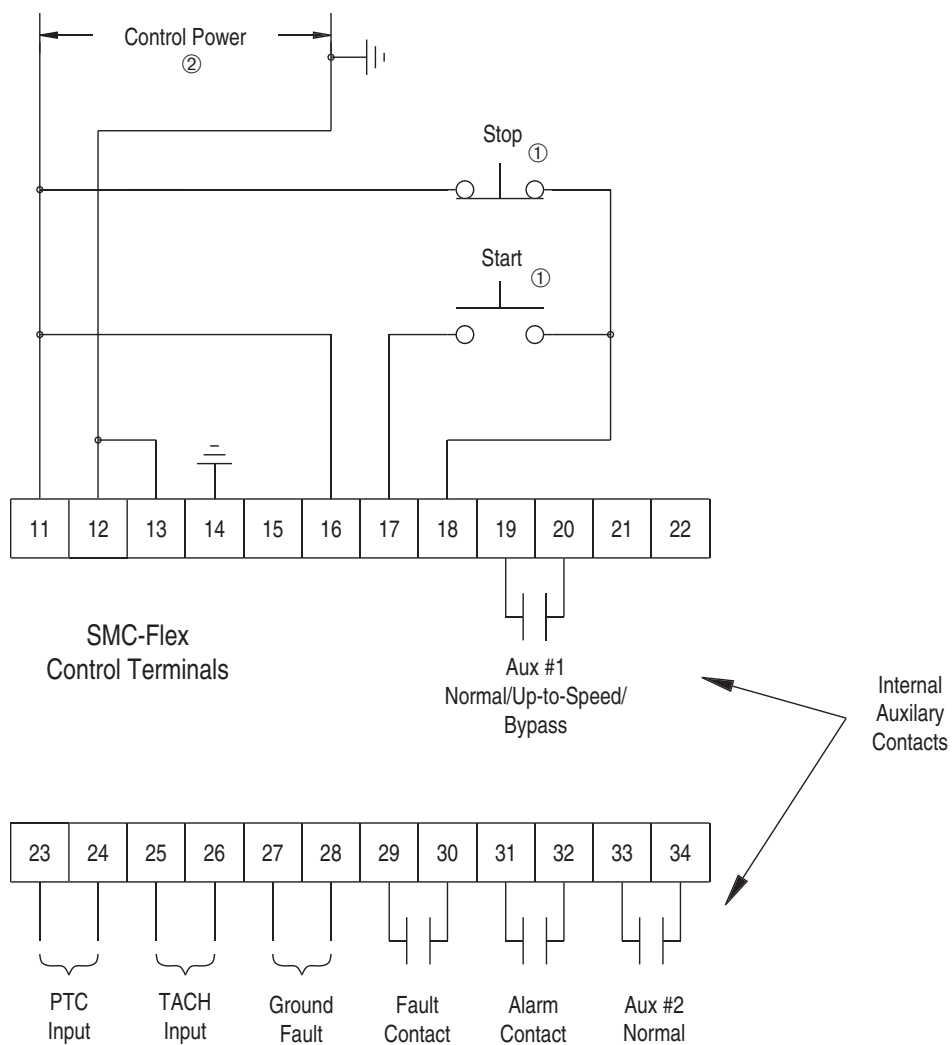 Control Power
②
Stop ①
Start ①
11 12 13 14 15 16 17 18 19 20 21 22
SMC-Flex
Control Terminals
Aux #1
Normal/Up-to-Speed/
Bypass
Internal
Auxilary
Contacts
23 24 25 26 27 28 29 30 31 32 33 34
PTC
Input
TACH
Input
Ground
Fault
Fault
Contact
Alarm
Contact
Aux #2
Normal